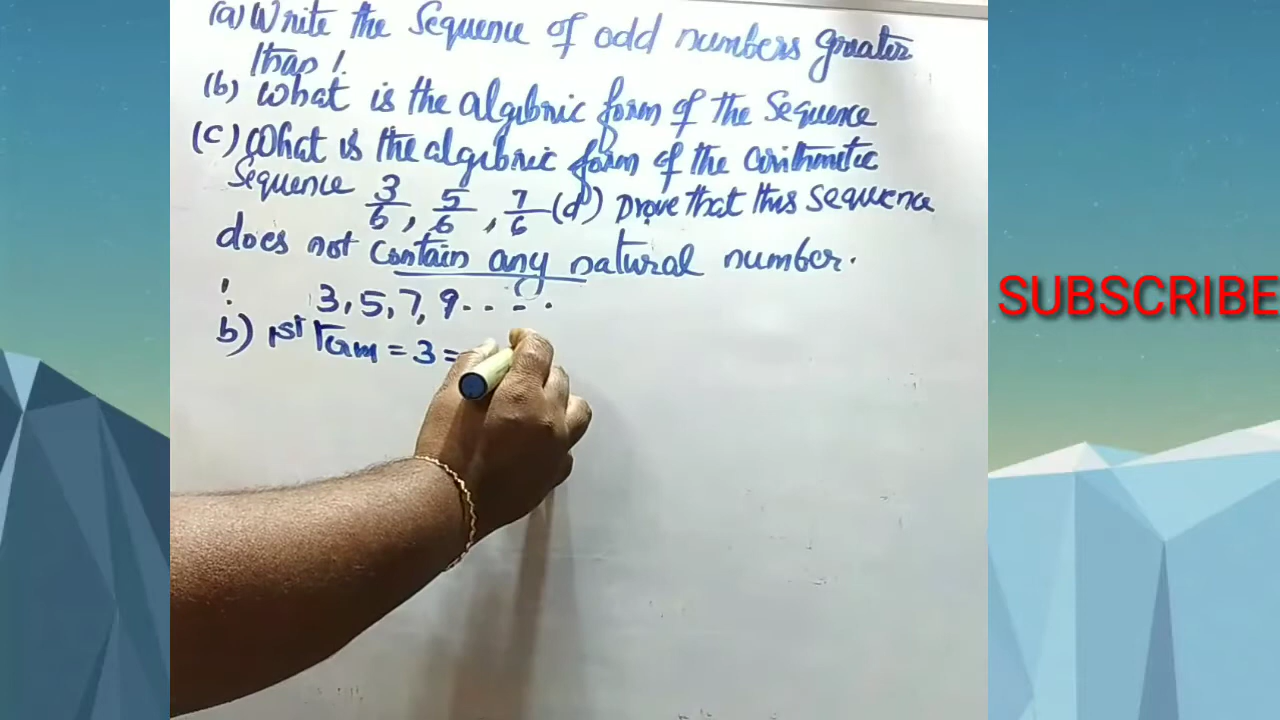 (a) Write the Sequence of odd numbers Greater
than 1.
(b) What is the algebric form of the Sequence
(C) What is the algebric form of the arithmetic
Sequence 3/6, 5/6, 7/6 (d) Prove that this Sequence
does not Contain any natural number.
3, 5, 7, 9 - - - .
b) 1st Term = 3 =
SUBSCRIBE